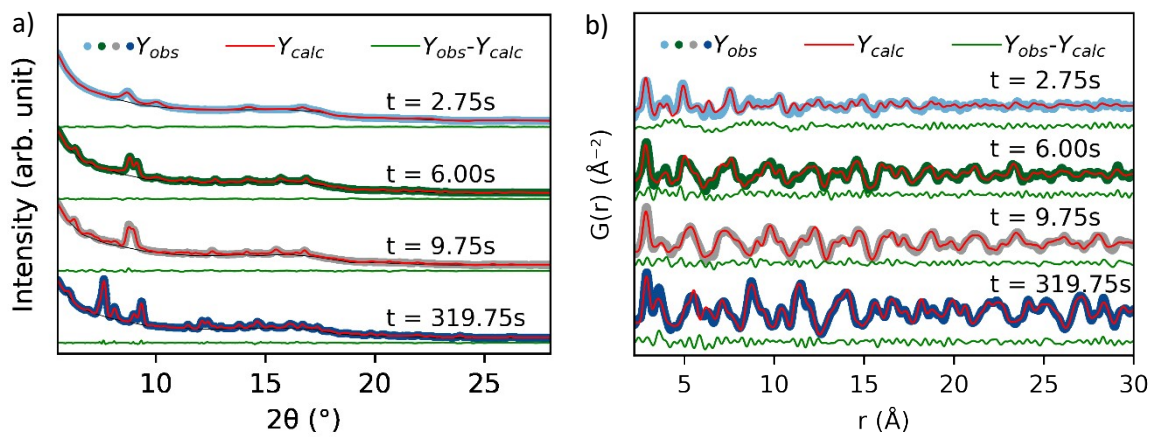 a)
Y_obs Y_calc Y_obs-Y_calc
t = 2.75s
t = 6.00s
t = 9.75s
t = 319.75s
Intensity (arb. unit)
10 15 20 25
2θ (°)
b)
Y_obs Y_calc Y_obs-Y_calc
t = 2.75s
t = 6.00s
t = 9.75s
t = 319.75s
G(r) (Å⁻²)
5 10 15 20 25 30
r (Å)